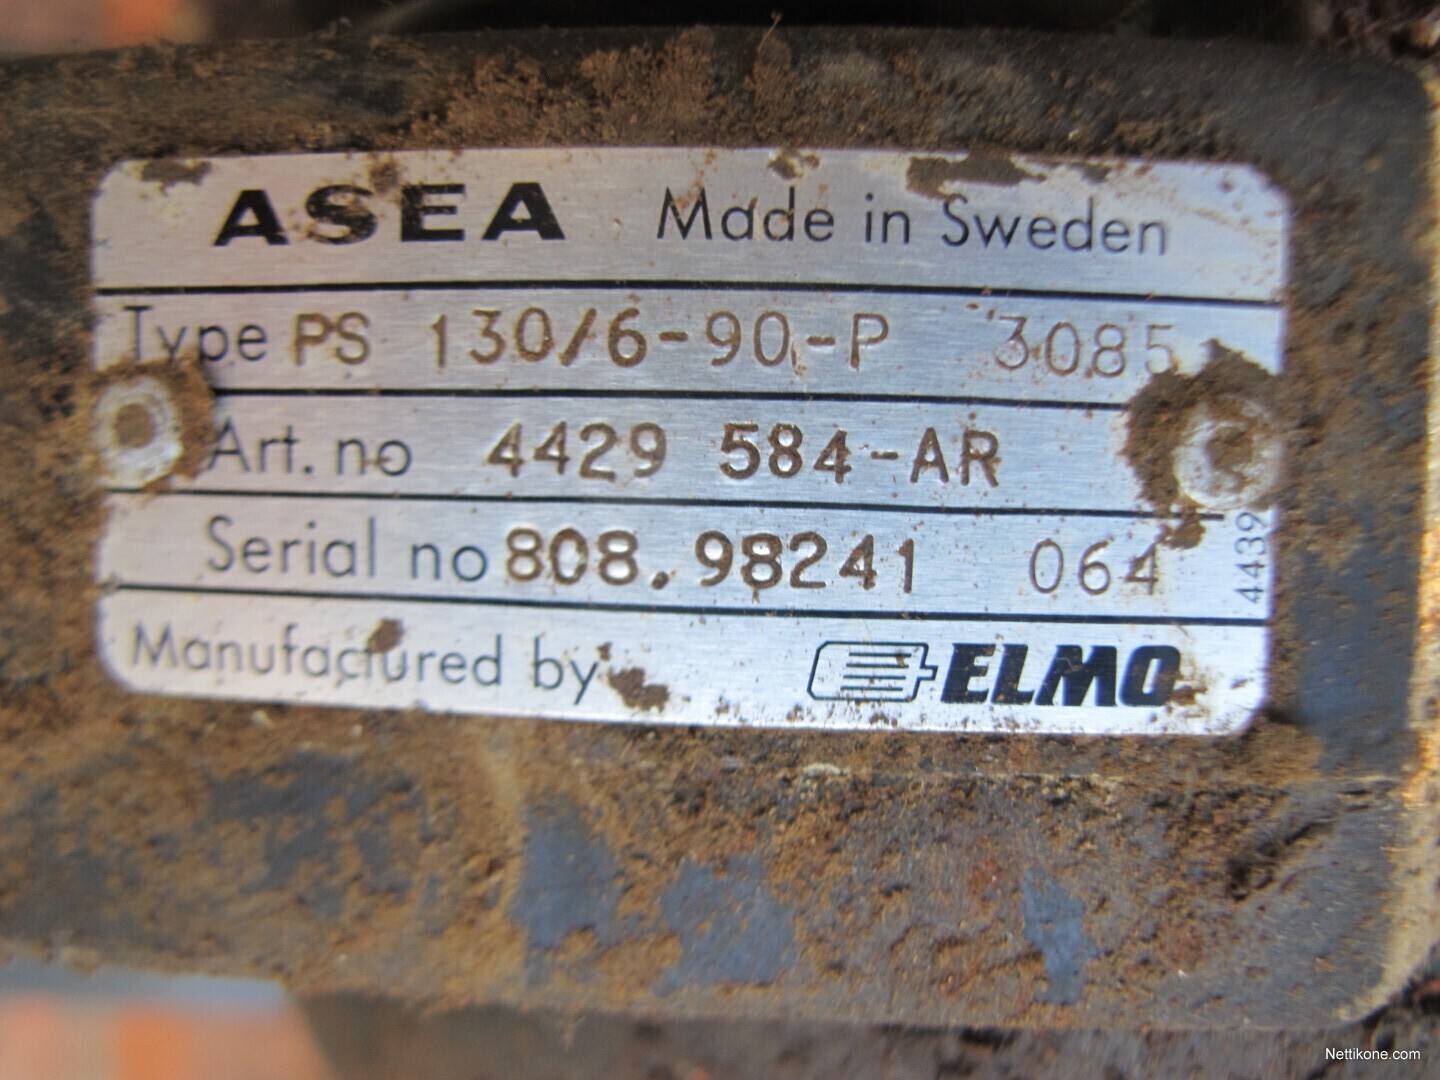 ASEA Made in Sweden
Type PS 130/6-90-P 3085
Art. no 4429 584-AR
Serial no 808.98241 064
4439
Manufactured by ELMO
Nettikone.com